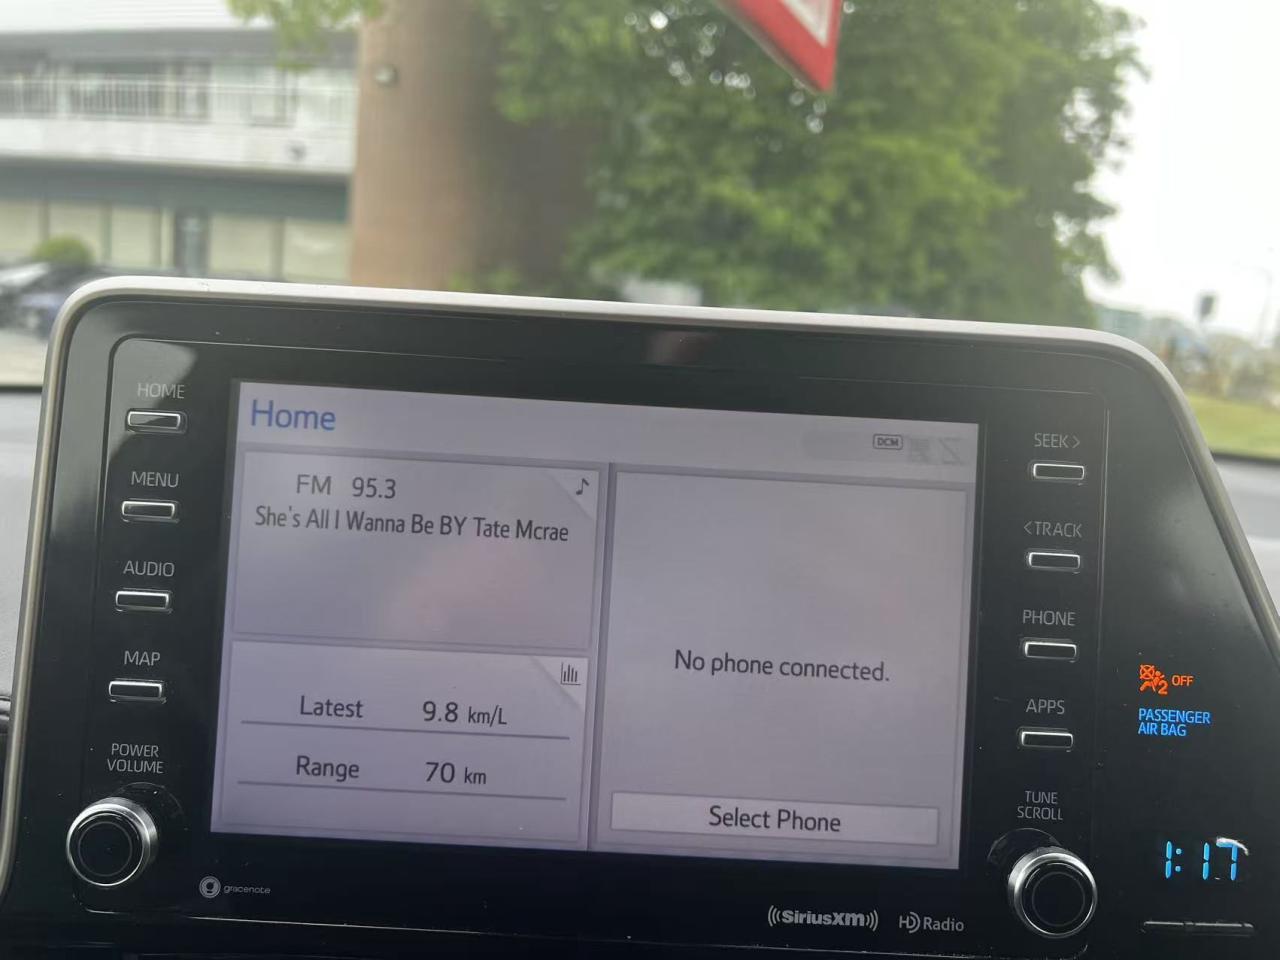 HOME
MENU
AUDIO
MAP
POWER
VOLUME
Home
DCM
FM 95.3
She's All I Wanna Be BY Tate Mcrae
Latest 9.8 km/L
Range 70 km
No phone connected.
Select Phone
gracenote
SiriusXM
HD Radio
SEEK >
< TRACK
PHONE
APPS
TUNE
SCROLL
2 OFF
PASSENGER
AIR BAG
1:17